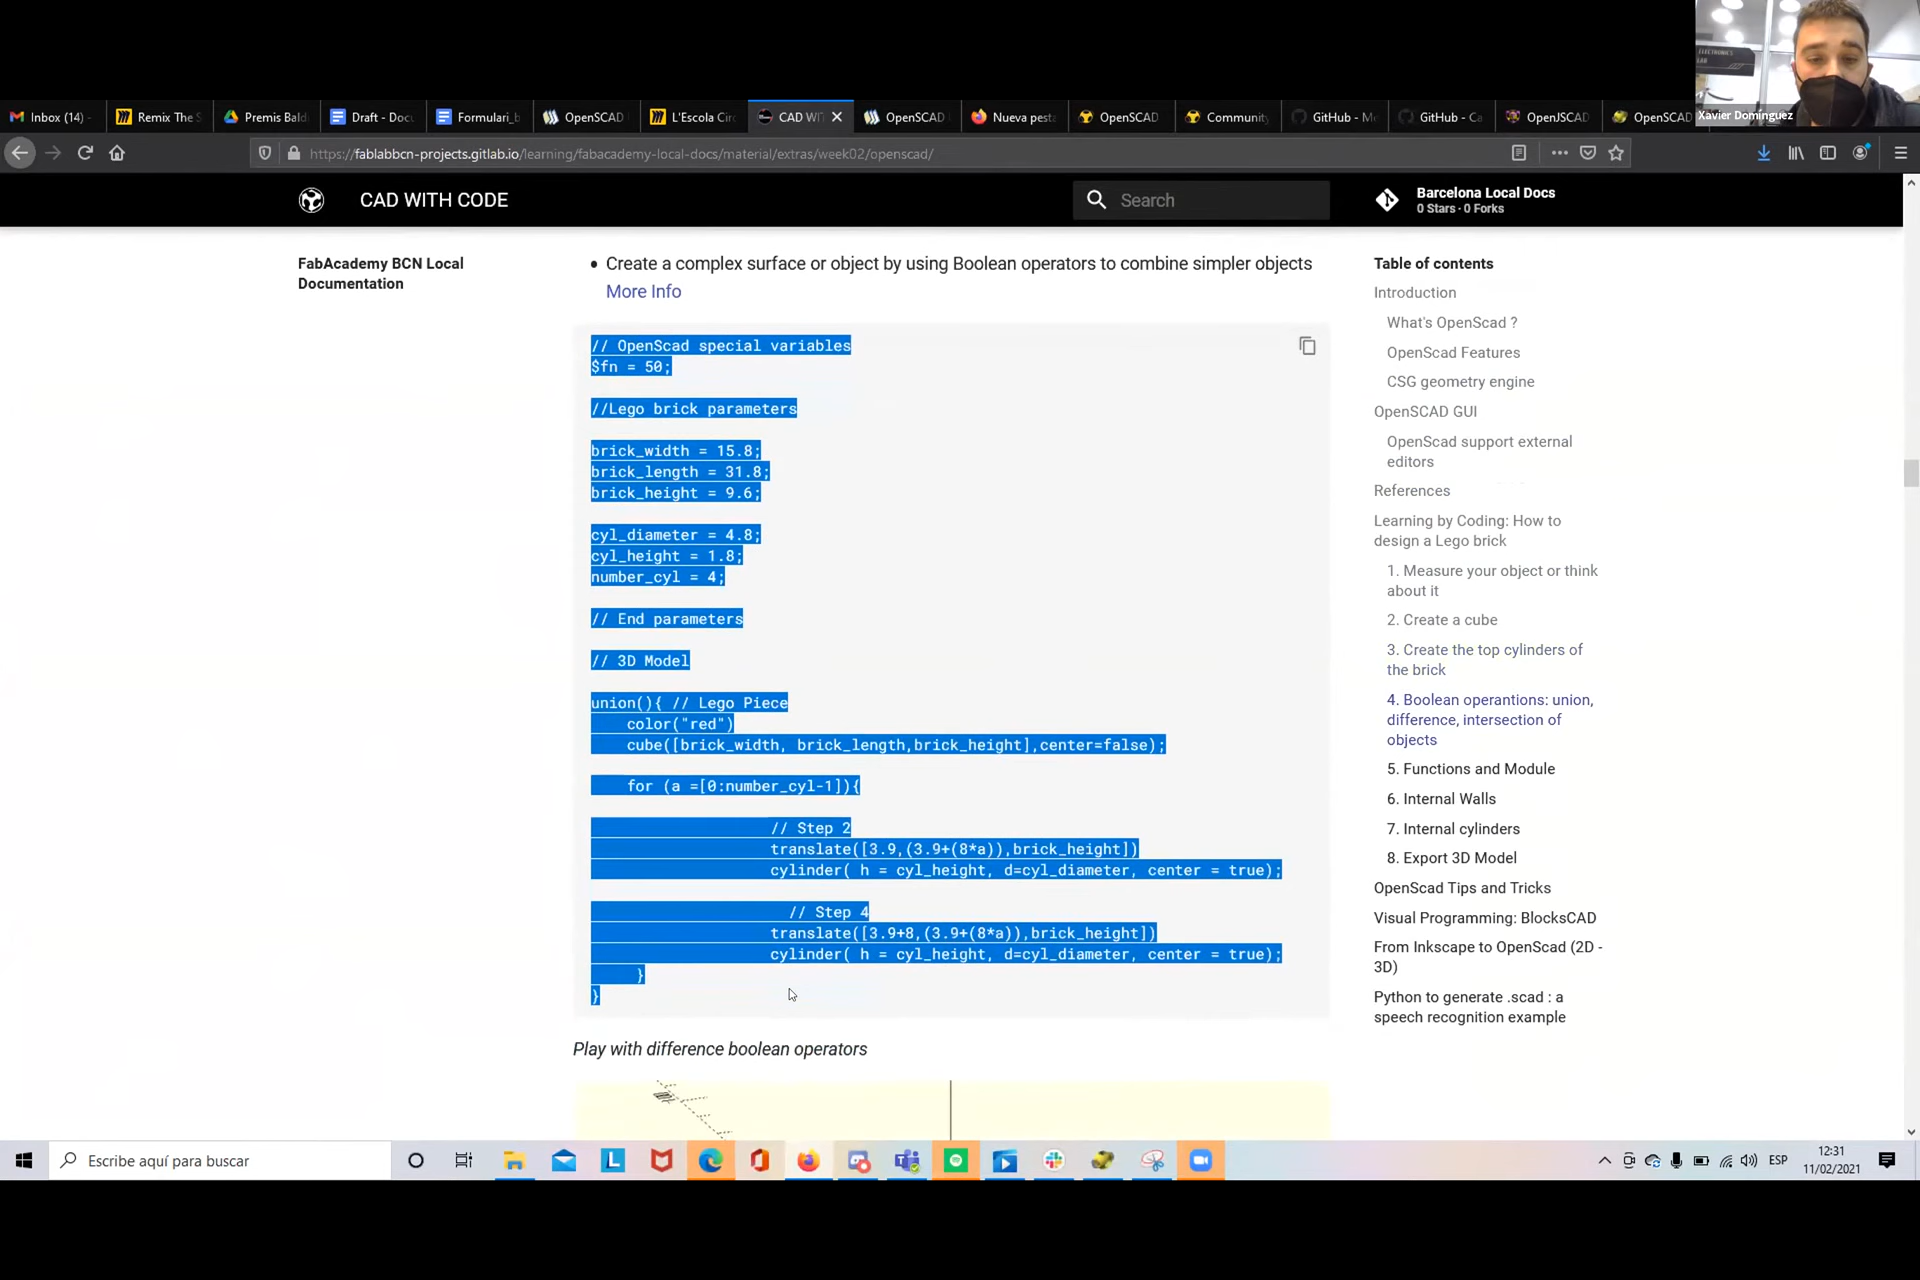 ELECTRONICS
LAB
Xavier Domínguez
Inbox (14) -
Remix The S
Premis Bald
Draft - Docu
Formulari_b
OpenSCAD
L'Escola Circ
CAD WIT
OpenSCAD
Nueva pest
OpenSCAD
Community
GitHub - M
GitHub - Ca
OpenJSCAD
OpenSCAD
https://fablabbcn-projects.gitlab.io/learning/fabacademy-local-docs/material/extras/week02/openscad/
CAD WITH CODE
Search
Barcelona Local Docs
0 Stars · 0 Forks
FabAcademy BCN Local
Documentation
• Create a complex surface or object by using Boolean operators to combine simpler objects
More Info
// OpenScad special variables
$fn = 50;
//Lego brick parameters
brick_width = 15.8;
brick_length = 31.8;
brick_height = 9.6;
cyl_diameter = 4.8;
cyl_height = 1.8;
number_cyl = 4;
// End parameters
// 3D Model
union(){ // Lego Piece
color("red")
cube([brick_width, brick_length,brick_height],center=false);
for (a =[0:number_cyl-1]){
// Step 2
translate([3.9,(3.9+(8*a)),brick_height])
cylinder( h = cyl_height, d=cyl_diameter, center = true);
// Step 4
translate([3.9+8,(3.9+(8*a)),brick_height])
cylinder( h = cyl_height, d=cyl_diameter, center = true);
}
}
Play with difference boolean operators
Table of contents
Introduction
What's OpenScad ?
OpenScad Features
CSG geometry engine
OpenSCAD GUI
OpenScad support external
editors
References
Learning by Coding: How to
design a Lego brick
1. Measure your object or think
about it
2. Create a cube
3. Create the top cylinders of
the brick
4. Boolean operantions: union,
difference, intersection of
objects
5. Functions and Module
6. Internal Walls
7. Internal cylinders
8. Export 3D Model
OpenScad Tips and Tricks
Visual Programming: BlocksCAD
From Inkscape to OpenScad (2D -
3D)
Python to generate .scad : a
speech recognition example
Escribe aquí para buscar
ESP
12:31
11/02/2021